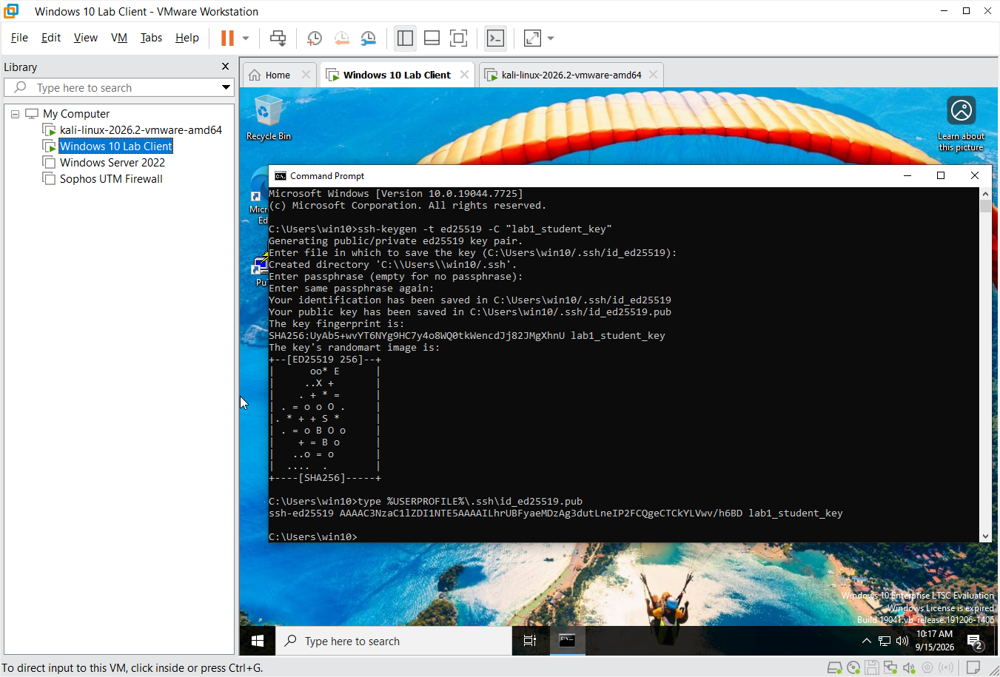 Windows 10 Lab Client - VMware Workstation
File Edit View VM Tabs Help
Library
Type here to search
My Computer
kali-linux-2026.2-vmware-amd64
Windows 10 Lab Client
Windows Server 2022
Sophos UTM Firewall
Home
Windows 10 Lab Client
kali-linux-2026.2-vmware-amd64
Recycle Bin
Learn about
this picture
Micr
Ed
Pu
Command Prompt
Microsoft Windows [Version 10.0.19044.7725]
(c) Microsoft Corporation. All rights reserved.
C:\Users\win10>ssh-keygen -t ed25519 -C "lab1_student_key"
Generating public/private ed25519 key pair.
Enter file in which to save the key (C:\Users\win10/.ssh/id_ed25519):
Created directory 'C:\\Users\\win10/.ssh'.
Enter passphrase (empty for no passphrase):
Enter same passphrase again:
Your identification has been saved in C:\Users\win10/.ssh/id_ed25519
Your public key has been saved in C:\Users\win10/.ssh/id_ed25519.pub
The key fingerprint is:
SHA256:UyAb5+wvYT6NYg9HC7y4o8WQ0tkWencdJj82JMgXhnU lab1_student_key
The key's randomart image is:
+--[ED25519 256]--+
|      oo* E      |
|     ..X +       |
|    . + * =      |
| . = o o O .     |
|. * + + S *      |
| . = o B O o     |
|    + = B o      |
|   ..o = o       |
|  ....  .        |
+----[SHA256]-----+
C:\Users\win10>type %USERPROFILE%\.ssh\id_ed25519.pub
ssh-ed25519 AAAAC3NzaC1lZDI1NTE5AAAAILhrUBFyaeMDzAg3dutLneIP2FCQgeCTCkYLVwv/h6BD lab1_student_key
C:\Users\win10>
Windows 10 Enterprise LTSC Evaluation
Windows License is expired
Build 19041.vb_release.191206-1406
Type here to search
10:17 AM
9/15/2026
2
To direct input to this VM, click inside or press Ctrl+G.